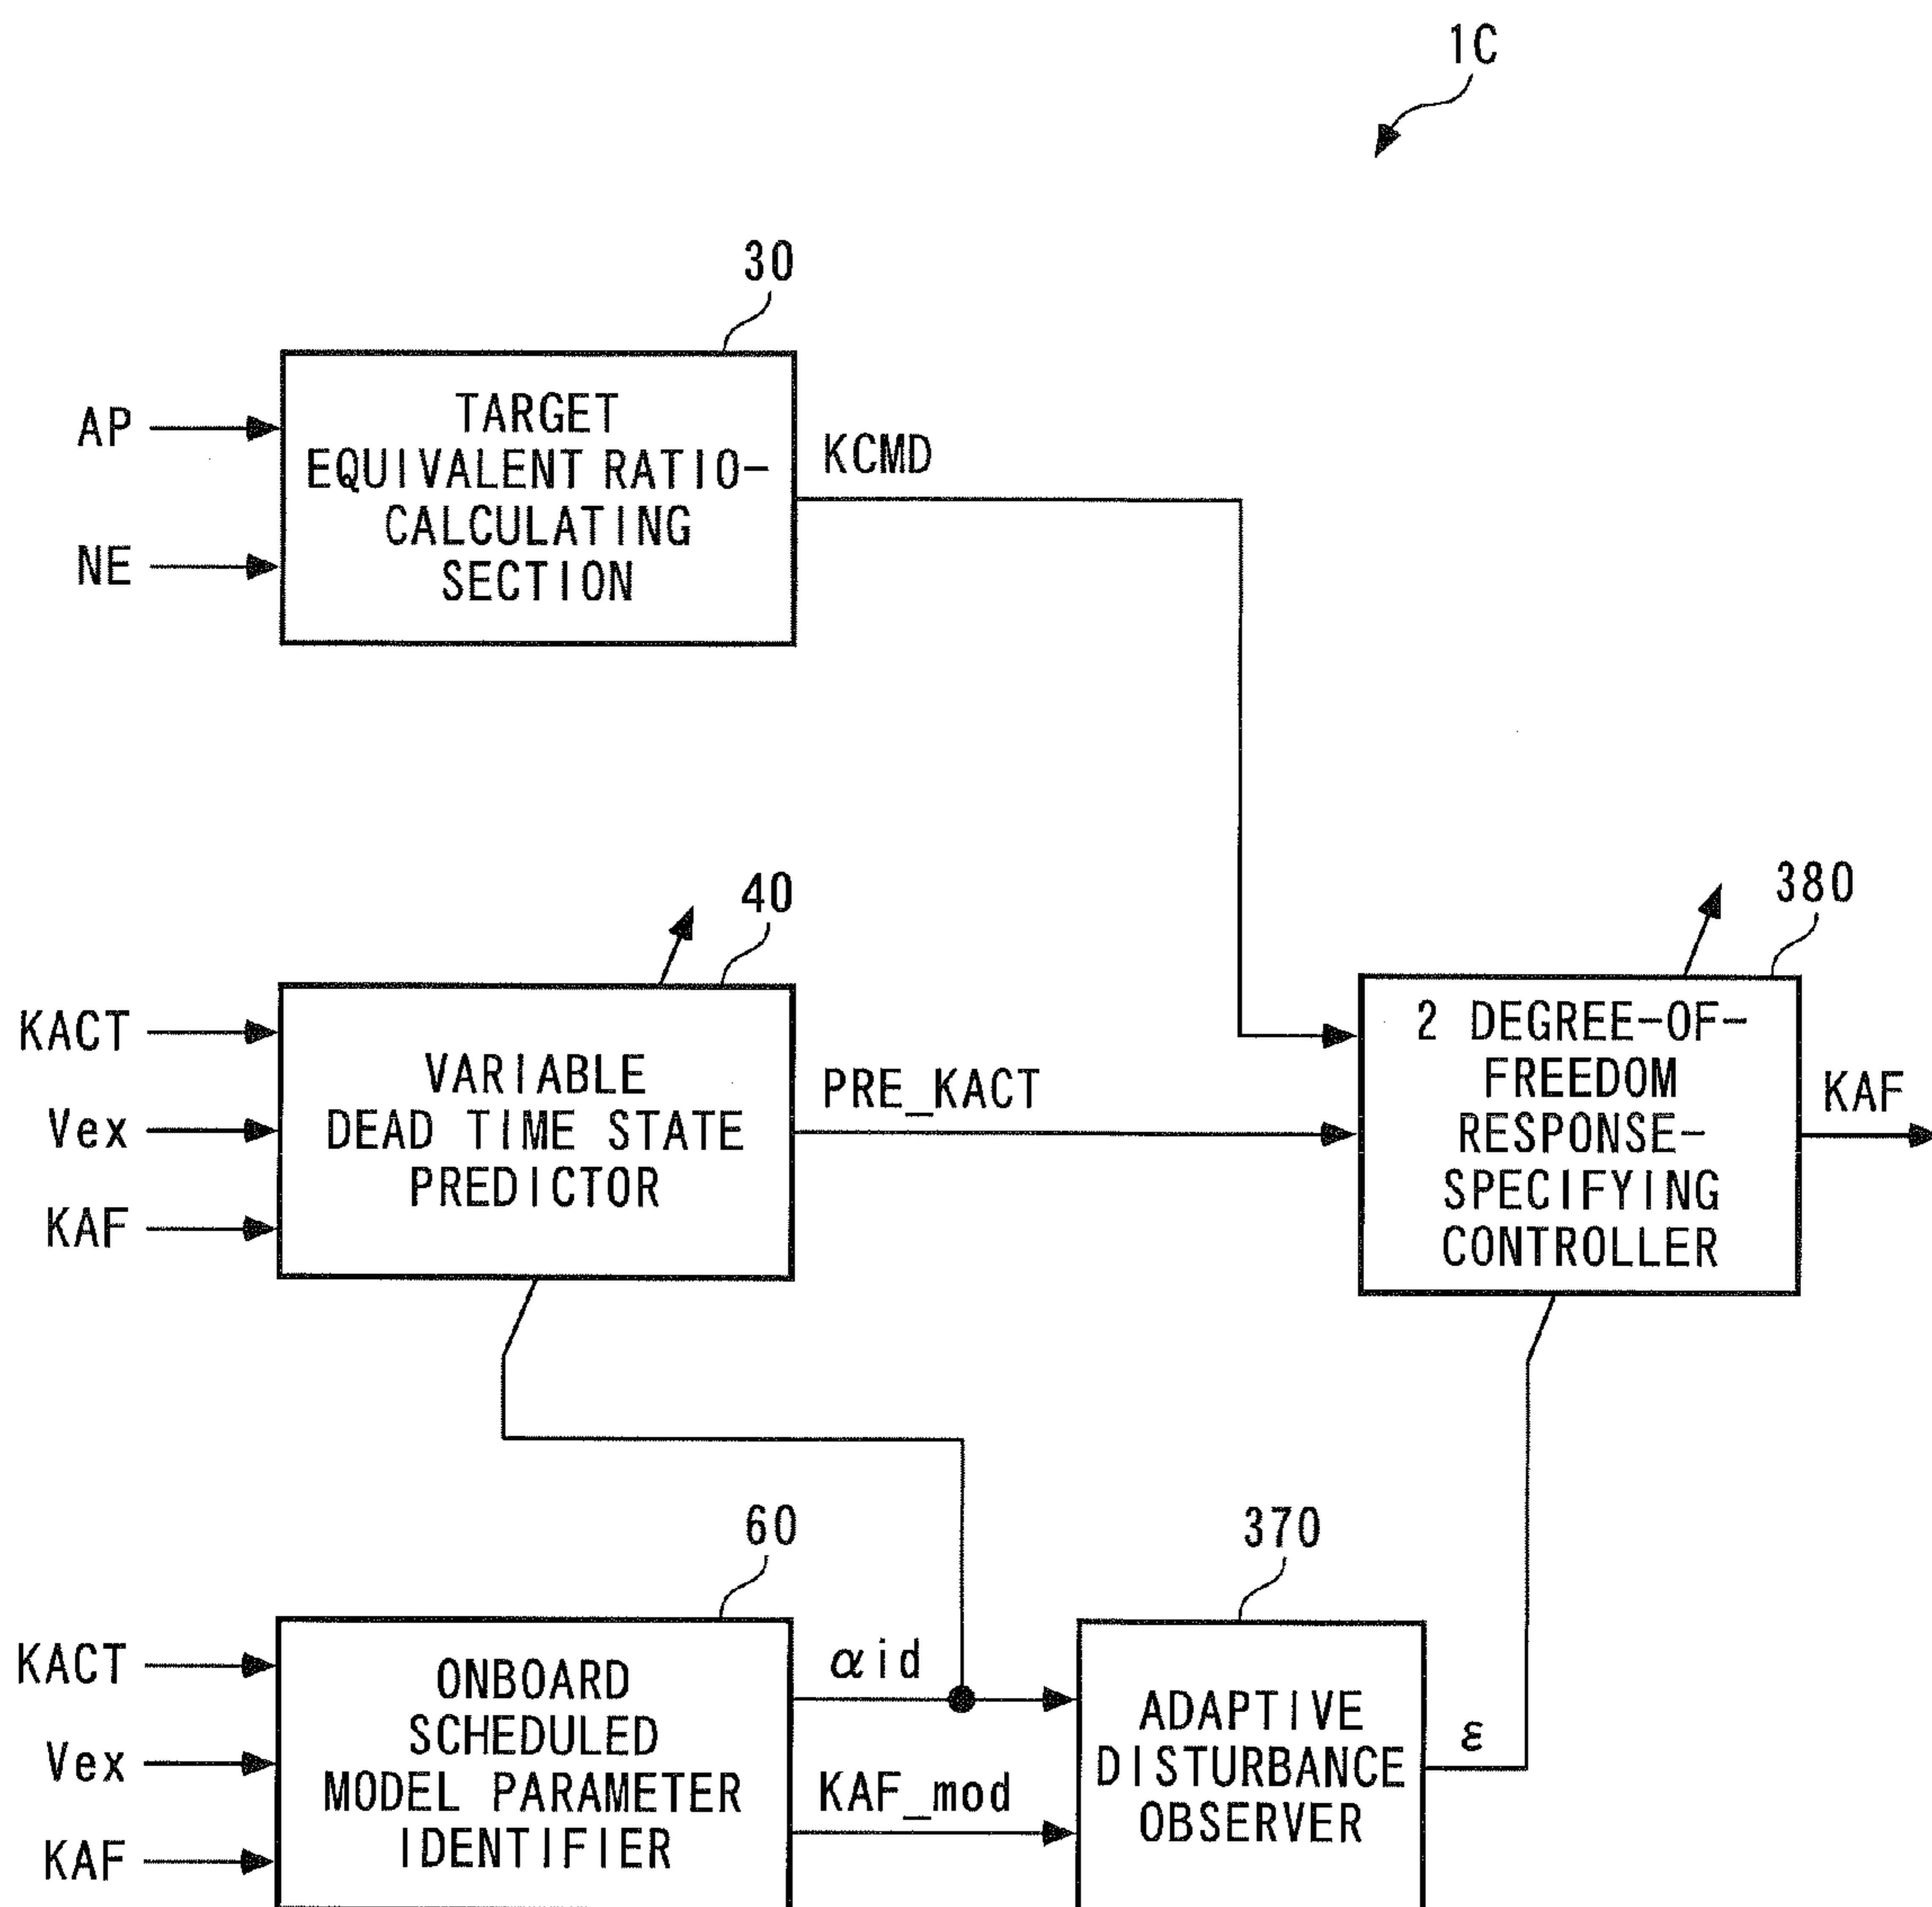 1C
30
AP
NE
TARGET
EQUIVALENT RATIO-
CALCULATING
SECTION
KCMD
40
KACT
Vex
KAF
VARIABLE
DEAD TIME STATE
PREDICTOR
PRE_KACT
380
2 DEGREE-OF-
FREEDOM
RESPONSE-
SPECIFYING
CONTROLLER
KAF
60
KACT
Vex
KAF
ONBOARD
SCHEDULED
MODEL PARAMETER
IDENTIFIER
αid
KAF_mod
370
ADAPTIVE
DISTURBANCE
OBSERVER
ε